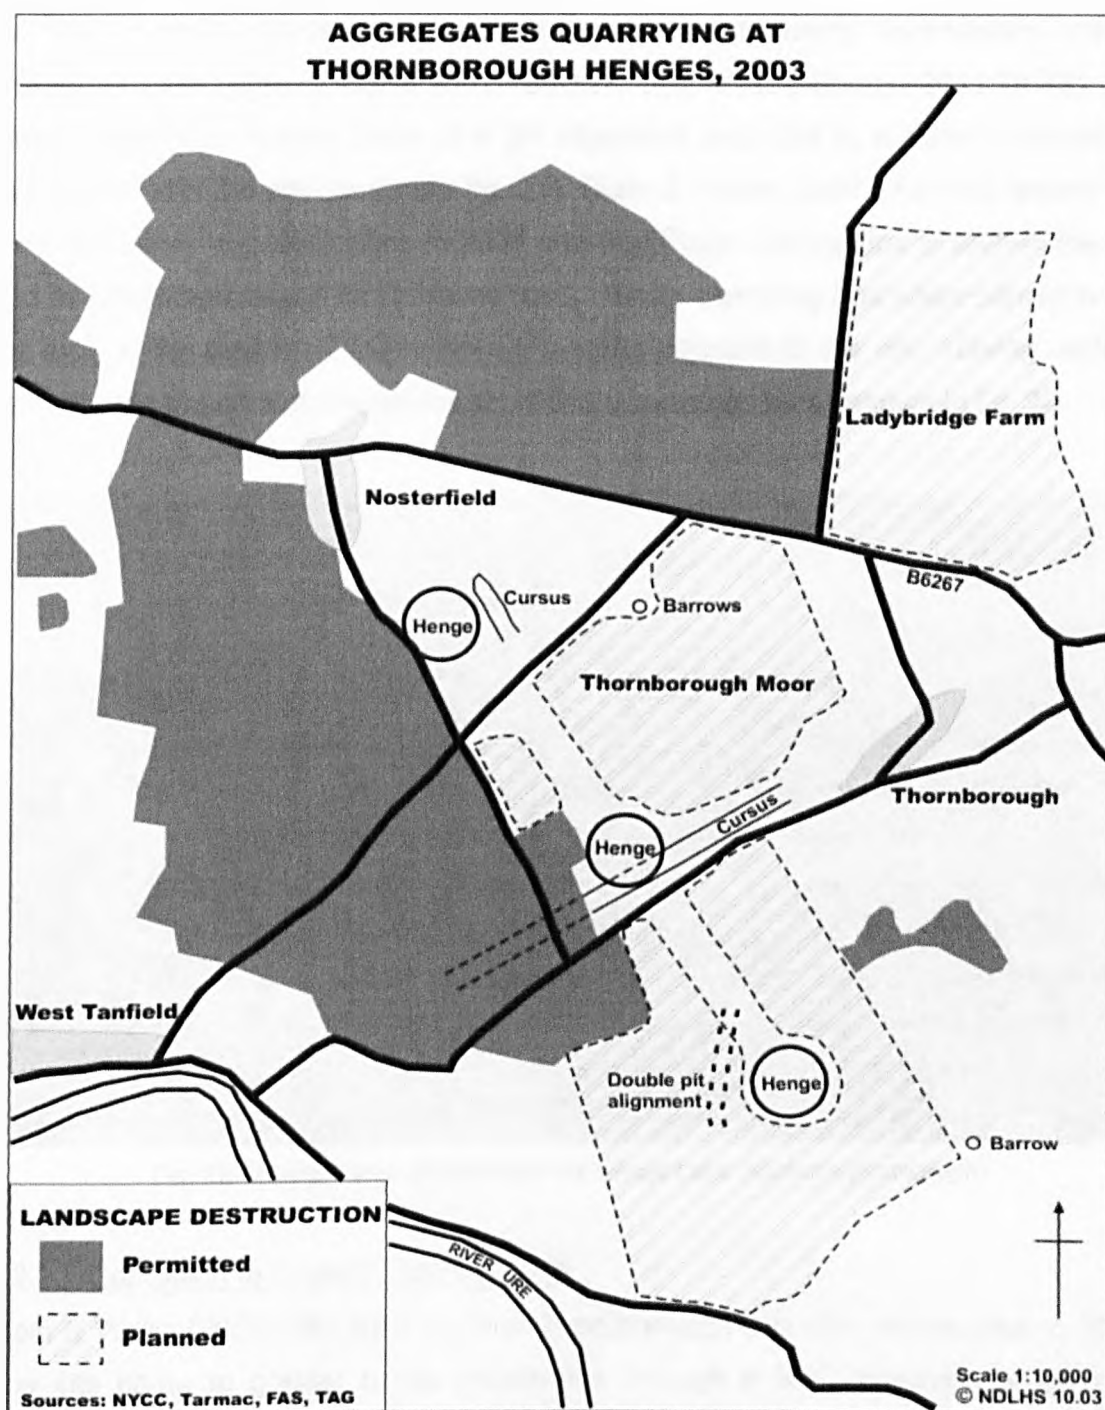 AGGREGATES QUARRYING AT
THORNBOROUGH HENGES, 2003
Ladybridge Farm
Nosterfield
B6267
Cursus
Barrows
Henge
Thornborough Moor
Thornborough
Cursus
Henge
West Tanfield
Double pit
alignment
Henge
Barrow
LANDSCAPE DESTRUCTION
Permitted
Planned
RIVER URE
Sources: NYCC, Tarmac, FAS, TAG
Scale 1:10,000
© NDLHS 10.03